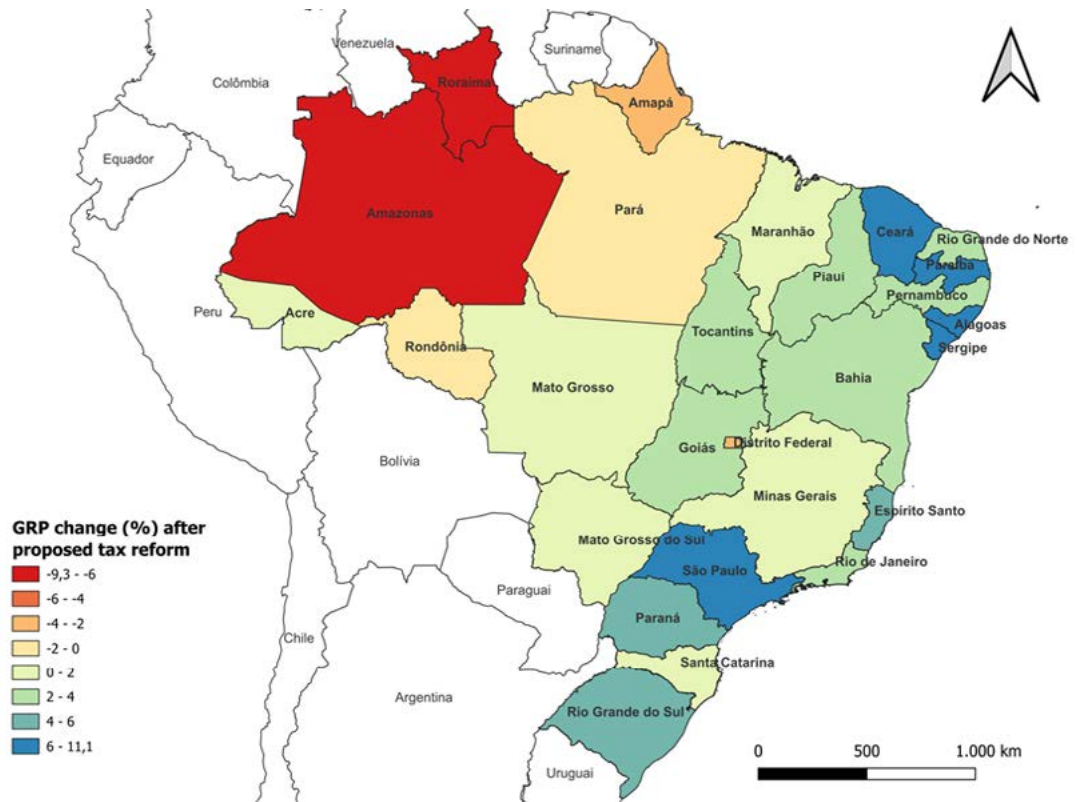 Venezuela
Suriname
Colômbia
Roraima
Amapá
Equador
Amazonas
Pará
Maranhão
Ceará
Rio Grande do Norte
Paraíba
Piaui
Pernambuco
Peru
Acre
Alagoas
Tocantins
Sergipe
Rondônia
Bahia
Mato Grosso
Goiás
Distrito Federal
Bolívia
Minas Gerais
Espírito Santo
GRP change (%) after
proposed tax reform
-9,3 - -6
-6 - -4
-4 - -2
-2 - 0
0 - 2
2 - 4
4 - 6
6 - 11,1
Mato Grosso do Sul
Rio de Janeiro
São Paulo
Paraguai
Paraná
Chile
Santa Catarina
Argentina
Rio Grande do Sul
Uruguai
0 500 1.000 km